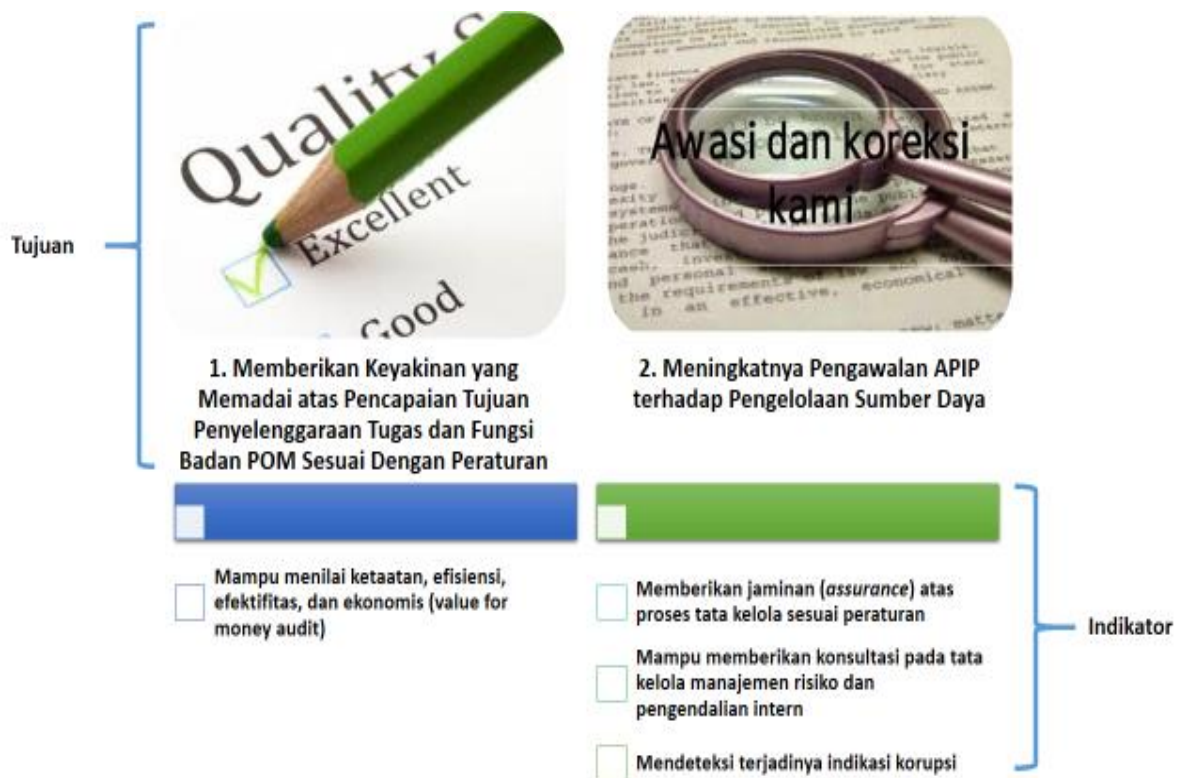 Quality S
Excellent
Good
Awasi dan koreksi
kami
Tujuan
1. Memberikan Keyakinan yang
Memadai atas Pencapaian Tujuan
Penyelenggaraan Tugas dan Fungsi
Badan POM Sesuai Dengan Peraturan
2. Meningkatnya Pengawalan APIP
terhadap Pengelolaan Sumber Daya
Mampu menilai ketaatan, efisiensi,
efektifitas, dan ekonomis (value for
money audit)
Memberikan jaminan (assurance) atas
proses tata kelola sesuai peraturan
Mampu memberikan konsultasi pada tata
kelola manajemen risiko dan
pengendalian intern
Mendeteksi terjadinya indikasi korupsi
Indikator